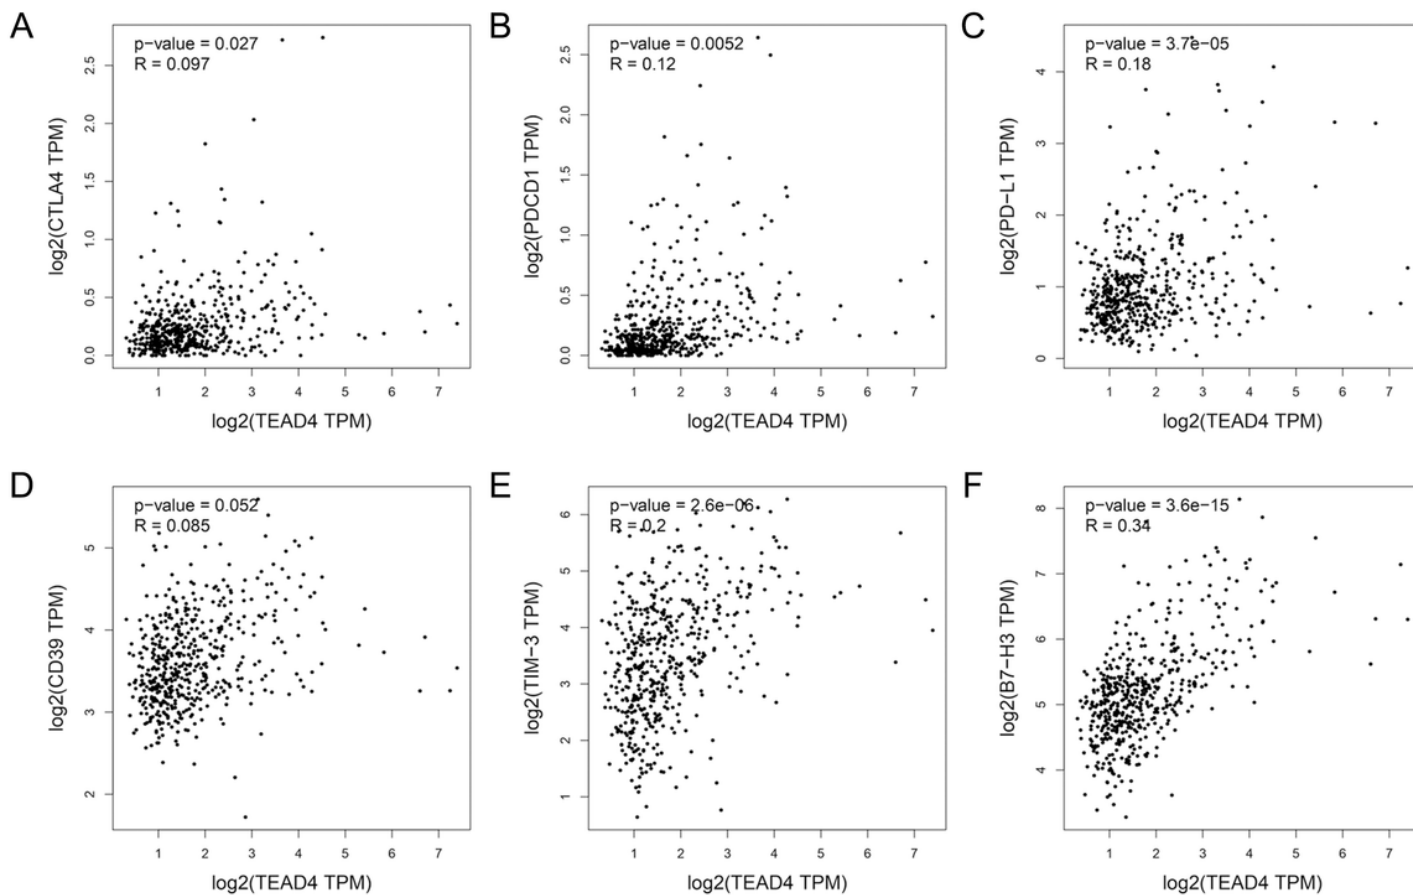 A
p-value = 0.027
R = 0.097
log2(CTLA4 TPM)
0.0 0.5 1.0 1.5 2.0 2.5
1 2 3 4 5 6 7
log2(TEAD4 TPM)
B
p-value = 0.0052
R = 0.12
log2(PDCD1 TPM)
0.0 0.5 1.0 1.5 2.0 2.5
1 2 3 4 5 6 7
log2(TEAD4 TPM)
C
p-value = 3.7e-05
R = 0.18
log2(PD-L1 TPM)
0 1 2 3 4
1 2 3 4 5 6 7
log2(TEAD4 TPM)
D
p-value = 0.052
R = 0.085
log2(CD39 TPM)
2 3 4 5
1 2 3 4 5 6 7
log2(TEAD4 TPM)
E
p-value = 2.6e-06
R = 0.2
log2(TIM-3 TPM)
1 2 3 4 5 6
1 2 3 4 5 6 7
log2(TEAD4 TPM)
F
p-value = 3.6e-15
R = 0.34
log2(B7-H3 TPM)
4 5 6 7 8
1 2 3 4 5 6 7
log2(TEAD4 TPM)